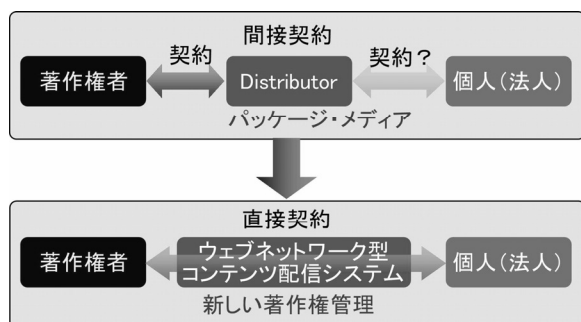 間接契約
契約
契約？
著作権者
Distributor
個人（法人）
パッケージ・メディア
直接契約
著作権者
ウェブネットワーク型
コンテンツ配信システム
個人（法人）
新しい著作権管理